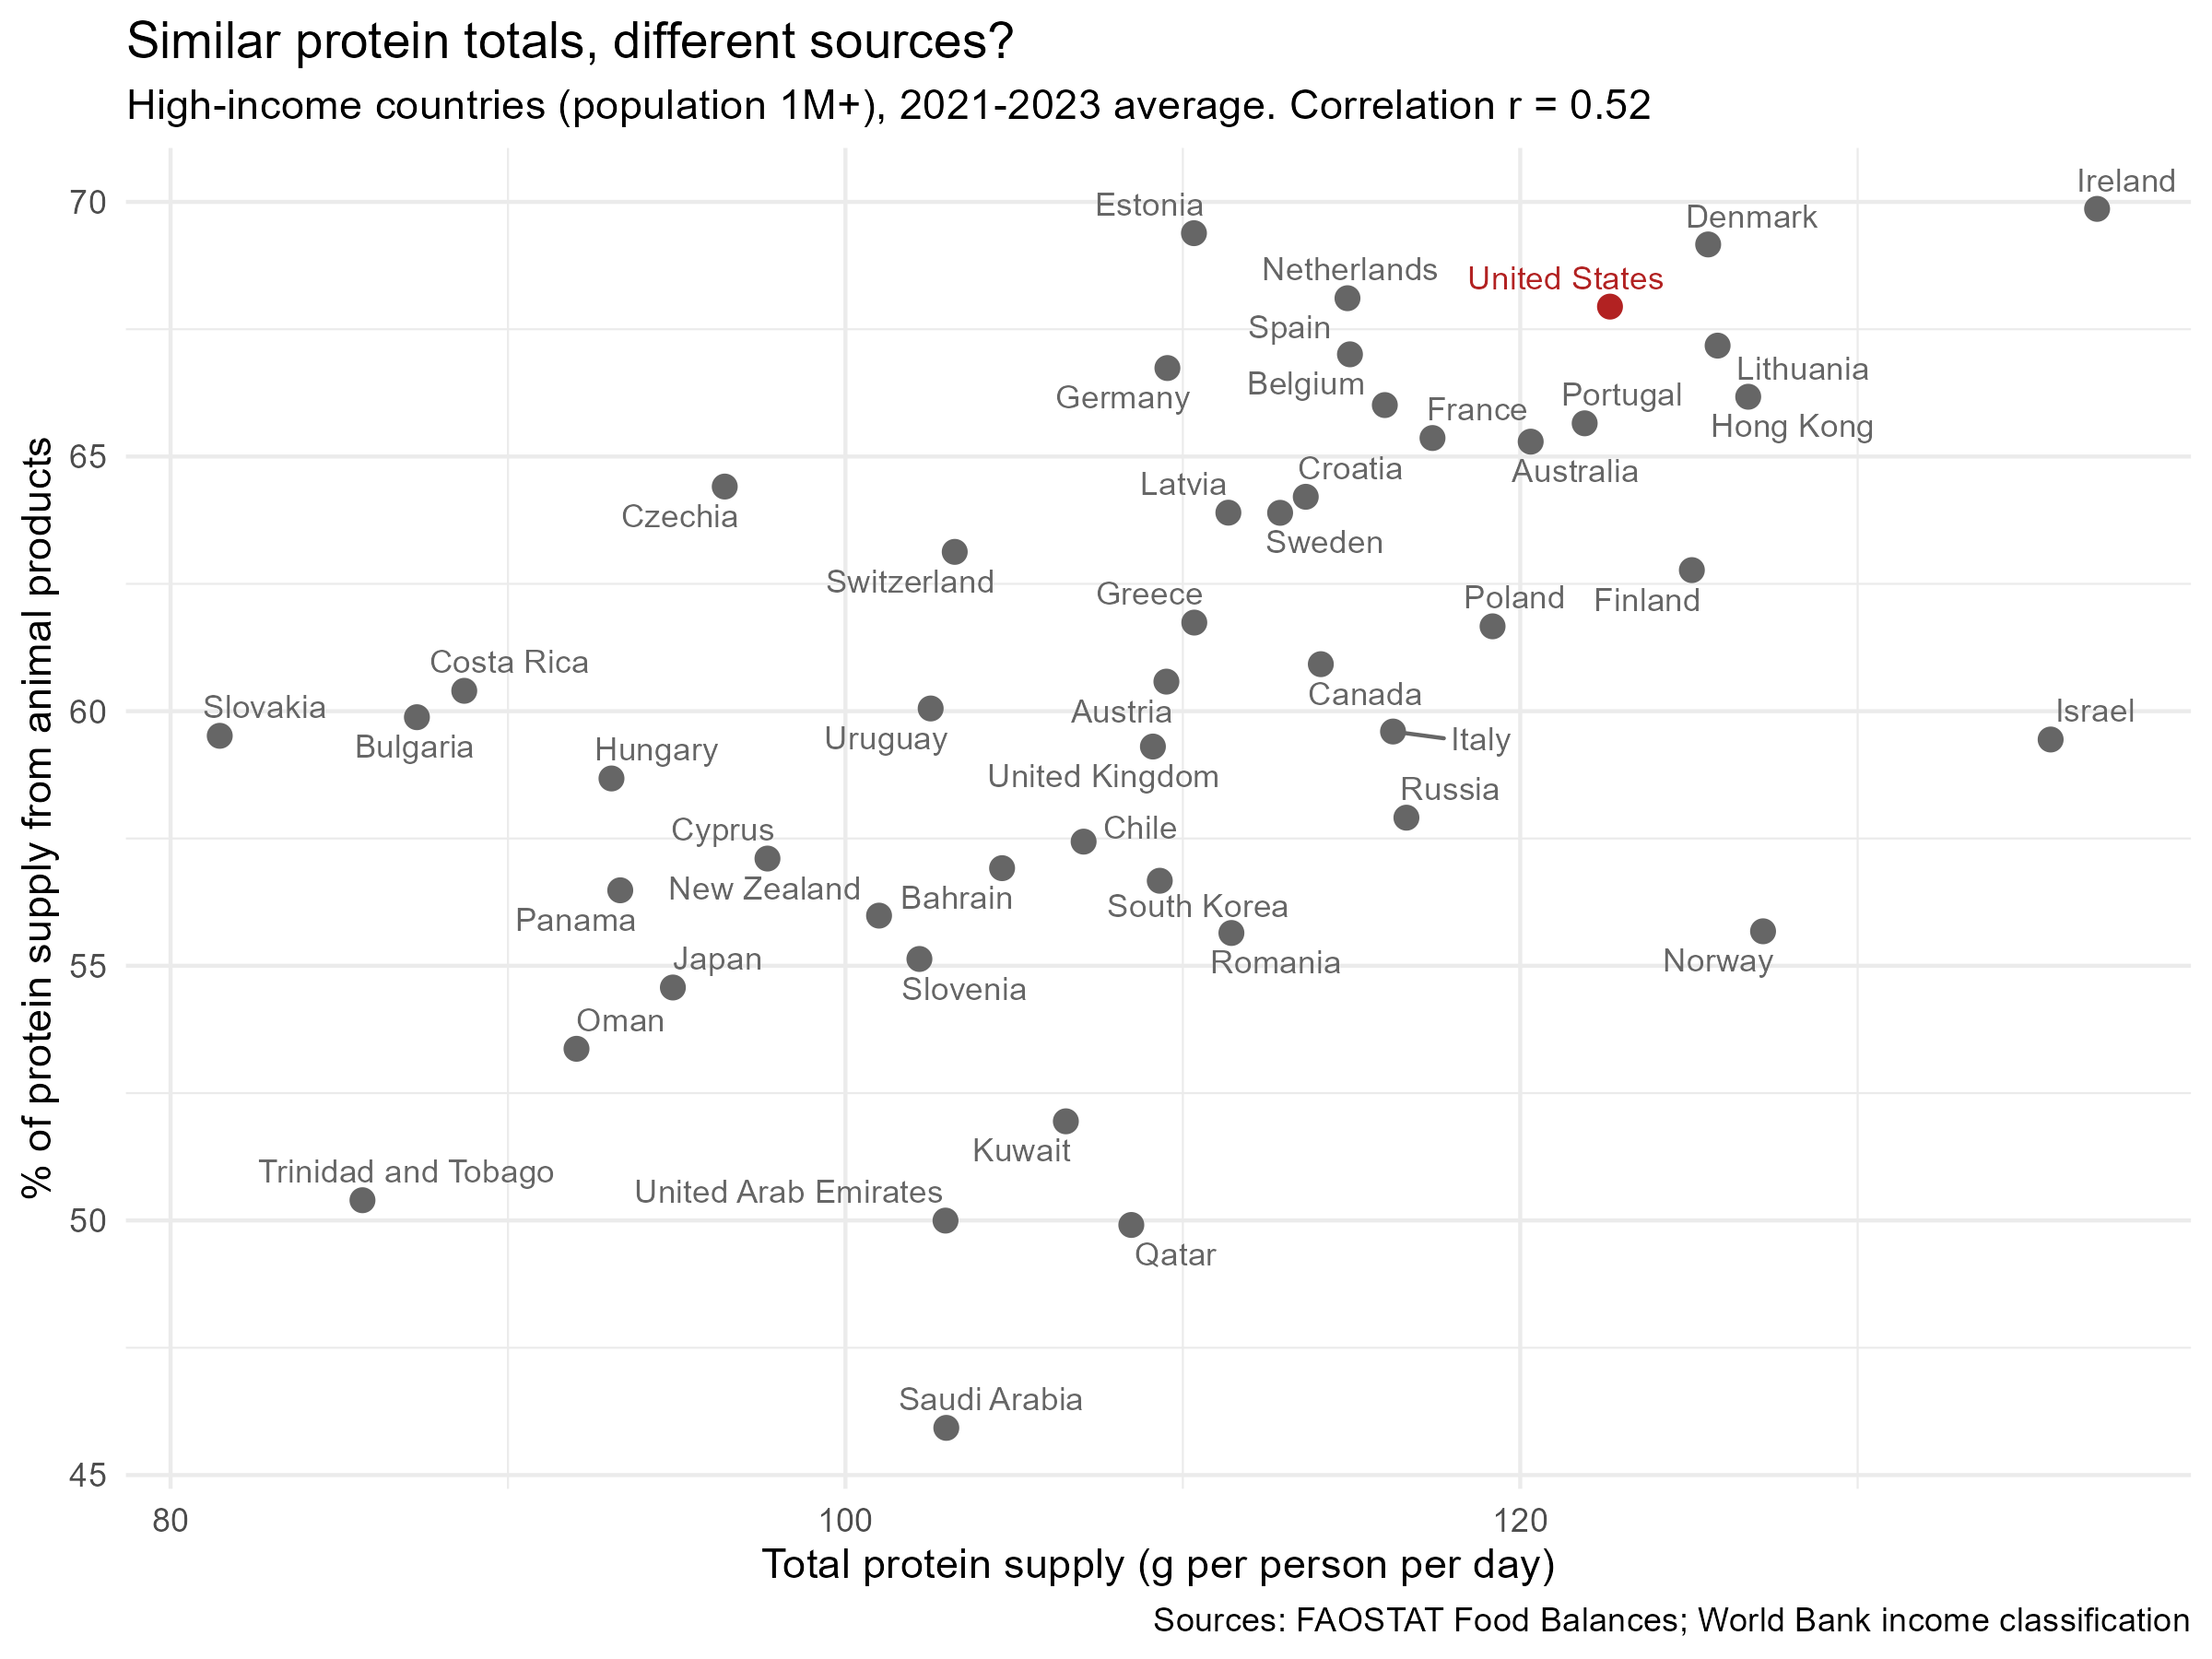 Similar protein totals, different sources?
High-income countries (population 1M+), 2021-2023 average. Correlation r = 0.52
% of protein supply from animal products
70
65
60
55
50
45
Ireland
Estonia
Denmark
Netherlands
United States
Spain
Lithuania
Germany
Belgium
Portugal
France
Hong Kong
Croatia
Australia
Latvia
Czechia
Sweden
Switzerland
Greece
Poland
Finland
Costa Rica
Canada
Slovakia
Austria
Israel
Bulgaria
Hungary
Uruguay
Italy
United Kingdom
Russia
Cyprus
Chile
New Zealand
Bahrain
South Korea
Panama
Japan
Romania
Norway
Slovenia
Oman
Kuwait
Trinidad and Tobago
United Arab Emirates
Qatar
Saudi Arabia
80
100
120
Total protein supply (g per person per day)
Sources: FAOSTAT Food Balances; World Bank income classification